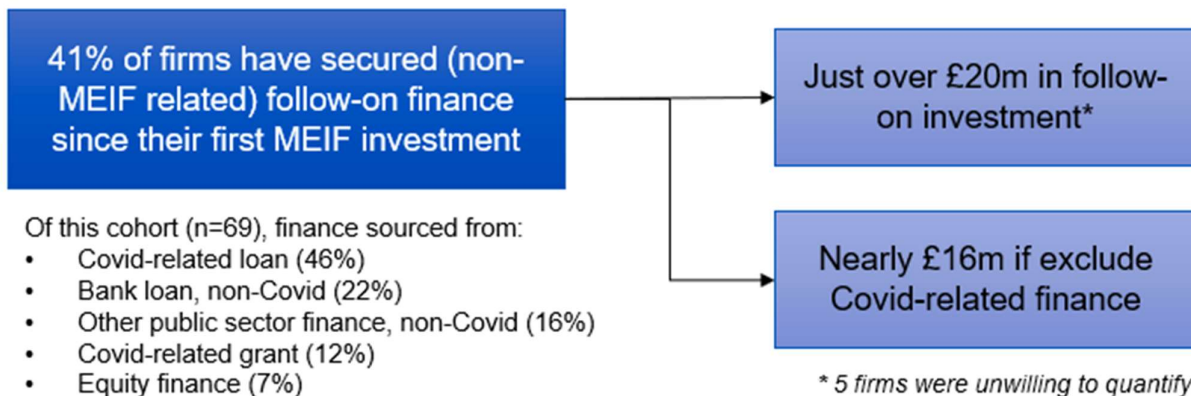 41% of firms have secured (non-
MEIF related) follow-on finance
since their first MEIF investment
Just over £20m in follow-
on investment*
Of this cohort (n=69), finance sourced from:
• Covid-related loan (46%)
• Bank loan, non-Covid (22%)
• Other public sector finance, non-Covid (16%)
• Covid-related grant (12%)
• Equity finance (7%)
Nearly £16m if exclude
Covid-related finance
* 5 firms were unwilling to quantify